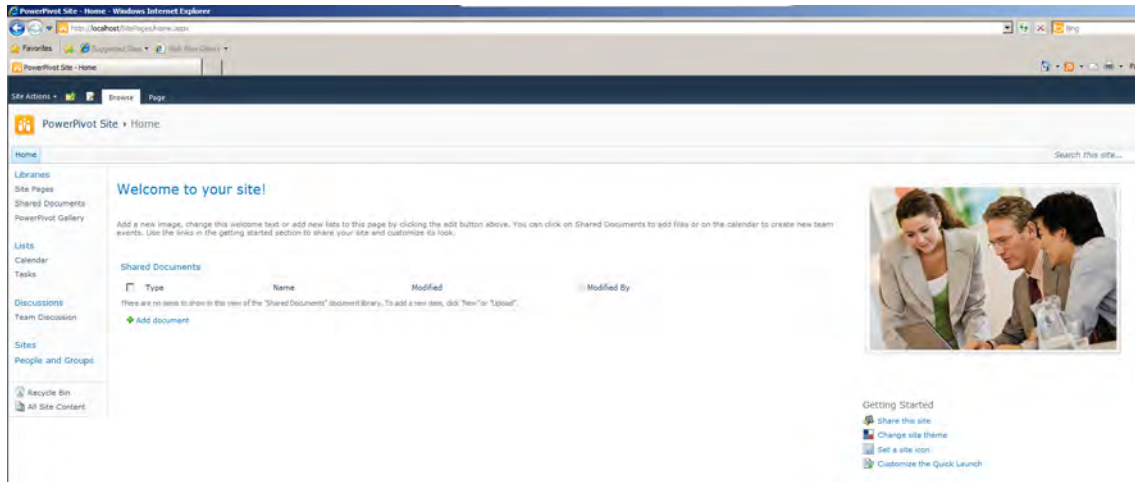 PowerPivot Site - Home - Windows Internet Explorer
http://localhost/SitePages/Home.aspx
Bing
Favorites Suggested Sites Web Slice Gallery
PowerPivot Site - Home
Site Actions Browse Page
PowerPivot Site Home
Home
Search this site...
Libraries
Site Pages
Shared Documents
PowerPivot Gallery
Lists
Calendar
Tasks
Discussions
Team Discussion
Sites
People and Groups
Recycle Bin
All Site Content
Welcome to your site!
Add a new image, change this welcome text or add new lists to this page by clicking the edit button above. You can click on Shared Documents to add files or on the calendar to create new team
events. Use the links in the getting started section to share your site and customize its look.
Shared Documents
Type Name Modified Modified By
There are no items to show in this view of the "Shared Documents" document library. To add a new item, click "New" or "Upload".
Add document
Getting Started
Share this site
Change site theme
Set a site icon
Customize the Quick Launch